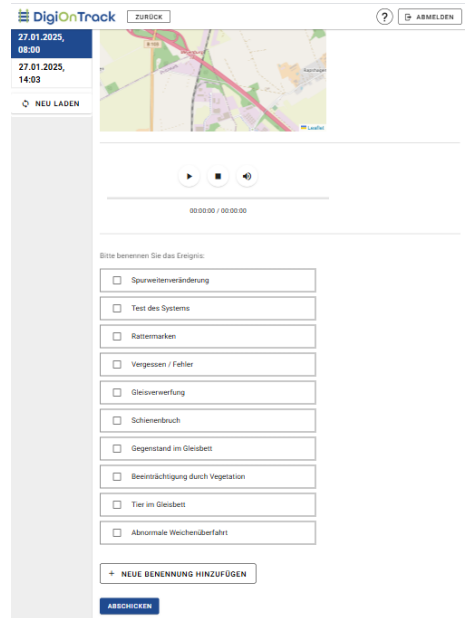 DigiOnTrack
ZURÜCK
?
ABMELDEN
27.01.2025,
08:00
27.01.2025,
14:03
NEU LADEN
Leaflet
00:00:00 / 00:00:00
Bitte benennen Sie das Ereignis:
Spurweitenveränderung
Test des Systems
Rattermarken
Vergessen / Fehler
Gleisverwerfung
Schienenbruch
Gegenstand im Gleisbett
Beeinträchtigung durch Vegetation
Tier im Gleisbett
Abnormale Weichenüberfahrt
+ NEUE BENENNUNG HINZUFÜGEN
ABSCHICKEN